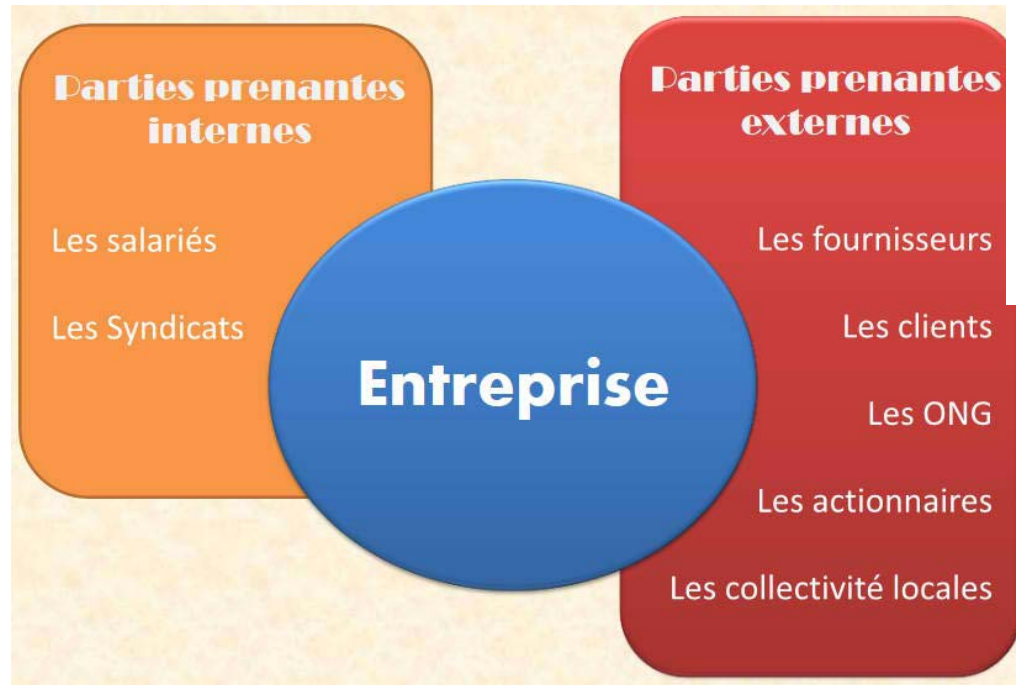 Parties prenantes
internes
Les salariés
Les Syndicats
Entreprise
Parties prenantes
externes
Les fournisseurs
Les clients
Les ONG
Les actionnaires
Les collectivité locales